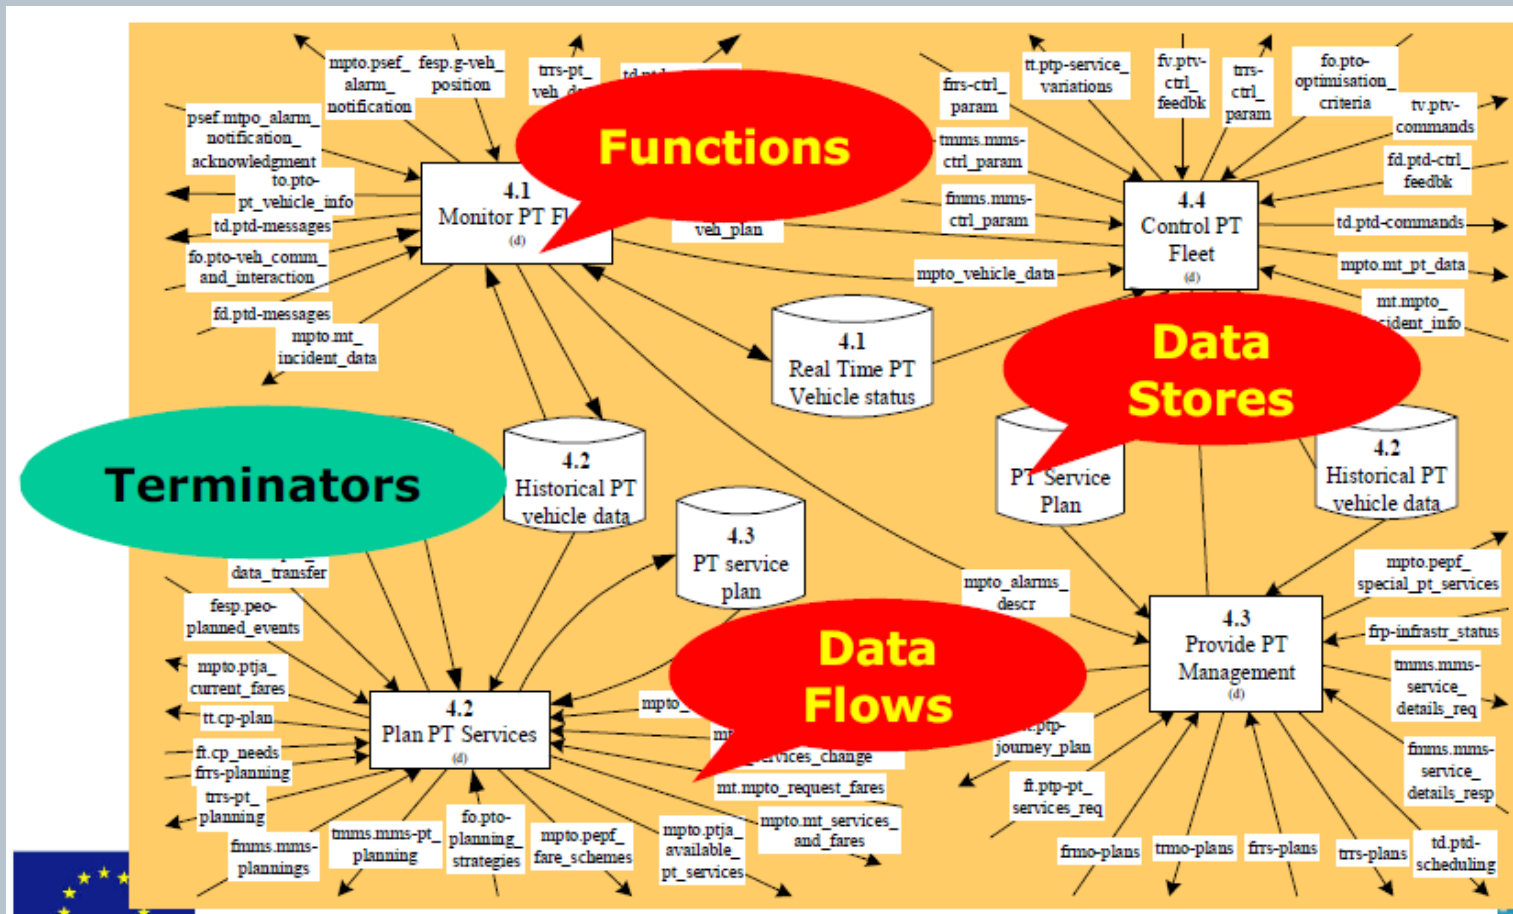 mpto.psef_
alarm_
notification
fesp.g-veh_
position
trrs-pt_
tt.ptp-service_
variations
fv.ptv-
ctrl_
feedbk
trrs-
ctrl_
param
fo.pto-
optimisation_
criteria
frrs-ctrl_
param
tv.ptv-
commands
psef.mtpo_alarm_
notification_
acknowledgment
Functions
tmms.mms-
ctrl_param
fd.ptd-ctrl_
feedbk
to.pto-
pt_vehicle_info
4.1
Monitor PT
(d)
fmms.mms-
ctrl_param
4.4
Control PT
Fleet
(d)
td.ptd-messages
veh_plan
td.ptd-commands
fo.pto-veh_comm_
and_interaction
mpto_vehicle_data
mpto.mt_pt_data
fd.ptd-messages
mt.mpto_
mpto.mt_
incident_data
4.1
Real Time PT
Vehicle status
Data
Stores
Terminators
4.2
Historical PT
vehicle data
PT Service
Plan
4.2
Historical PT
vehicle data
4.3
PT service
plan
data_transfer
mpto_alarms_
descr
mpto.pepf_
special_pt_services
fesp.peo-
planned_events
4.3
Provide PT
Management
(d)
frp-infrastr_status
Data
Flows
mpto.ptja_
current_fares
tmms.mms-
service_
details_req
tt.cp-plan
4.2
Plan PT Services
(d)
mpto_
journey_plan
ft.cp_needs
frrs-planning
services_change
fmms.mms-
service_
details_resp
trrs-pt_
planning
mt.mpto_request_fares
ft.ptp-pt_
services_req
fmms.mms-
plannings
tmms.mms-pt_
planning
fo.pto-
planning_
strategies
mpto.pepf_
fare_schemes
mpto.ptja_
available_
pt_services
mpto.mt_services_
and_fares
frmo-plans
trmo-plans
frrs-plans
trrs-plans
td.ptd-
scheduling